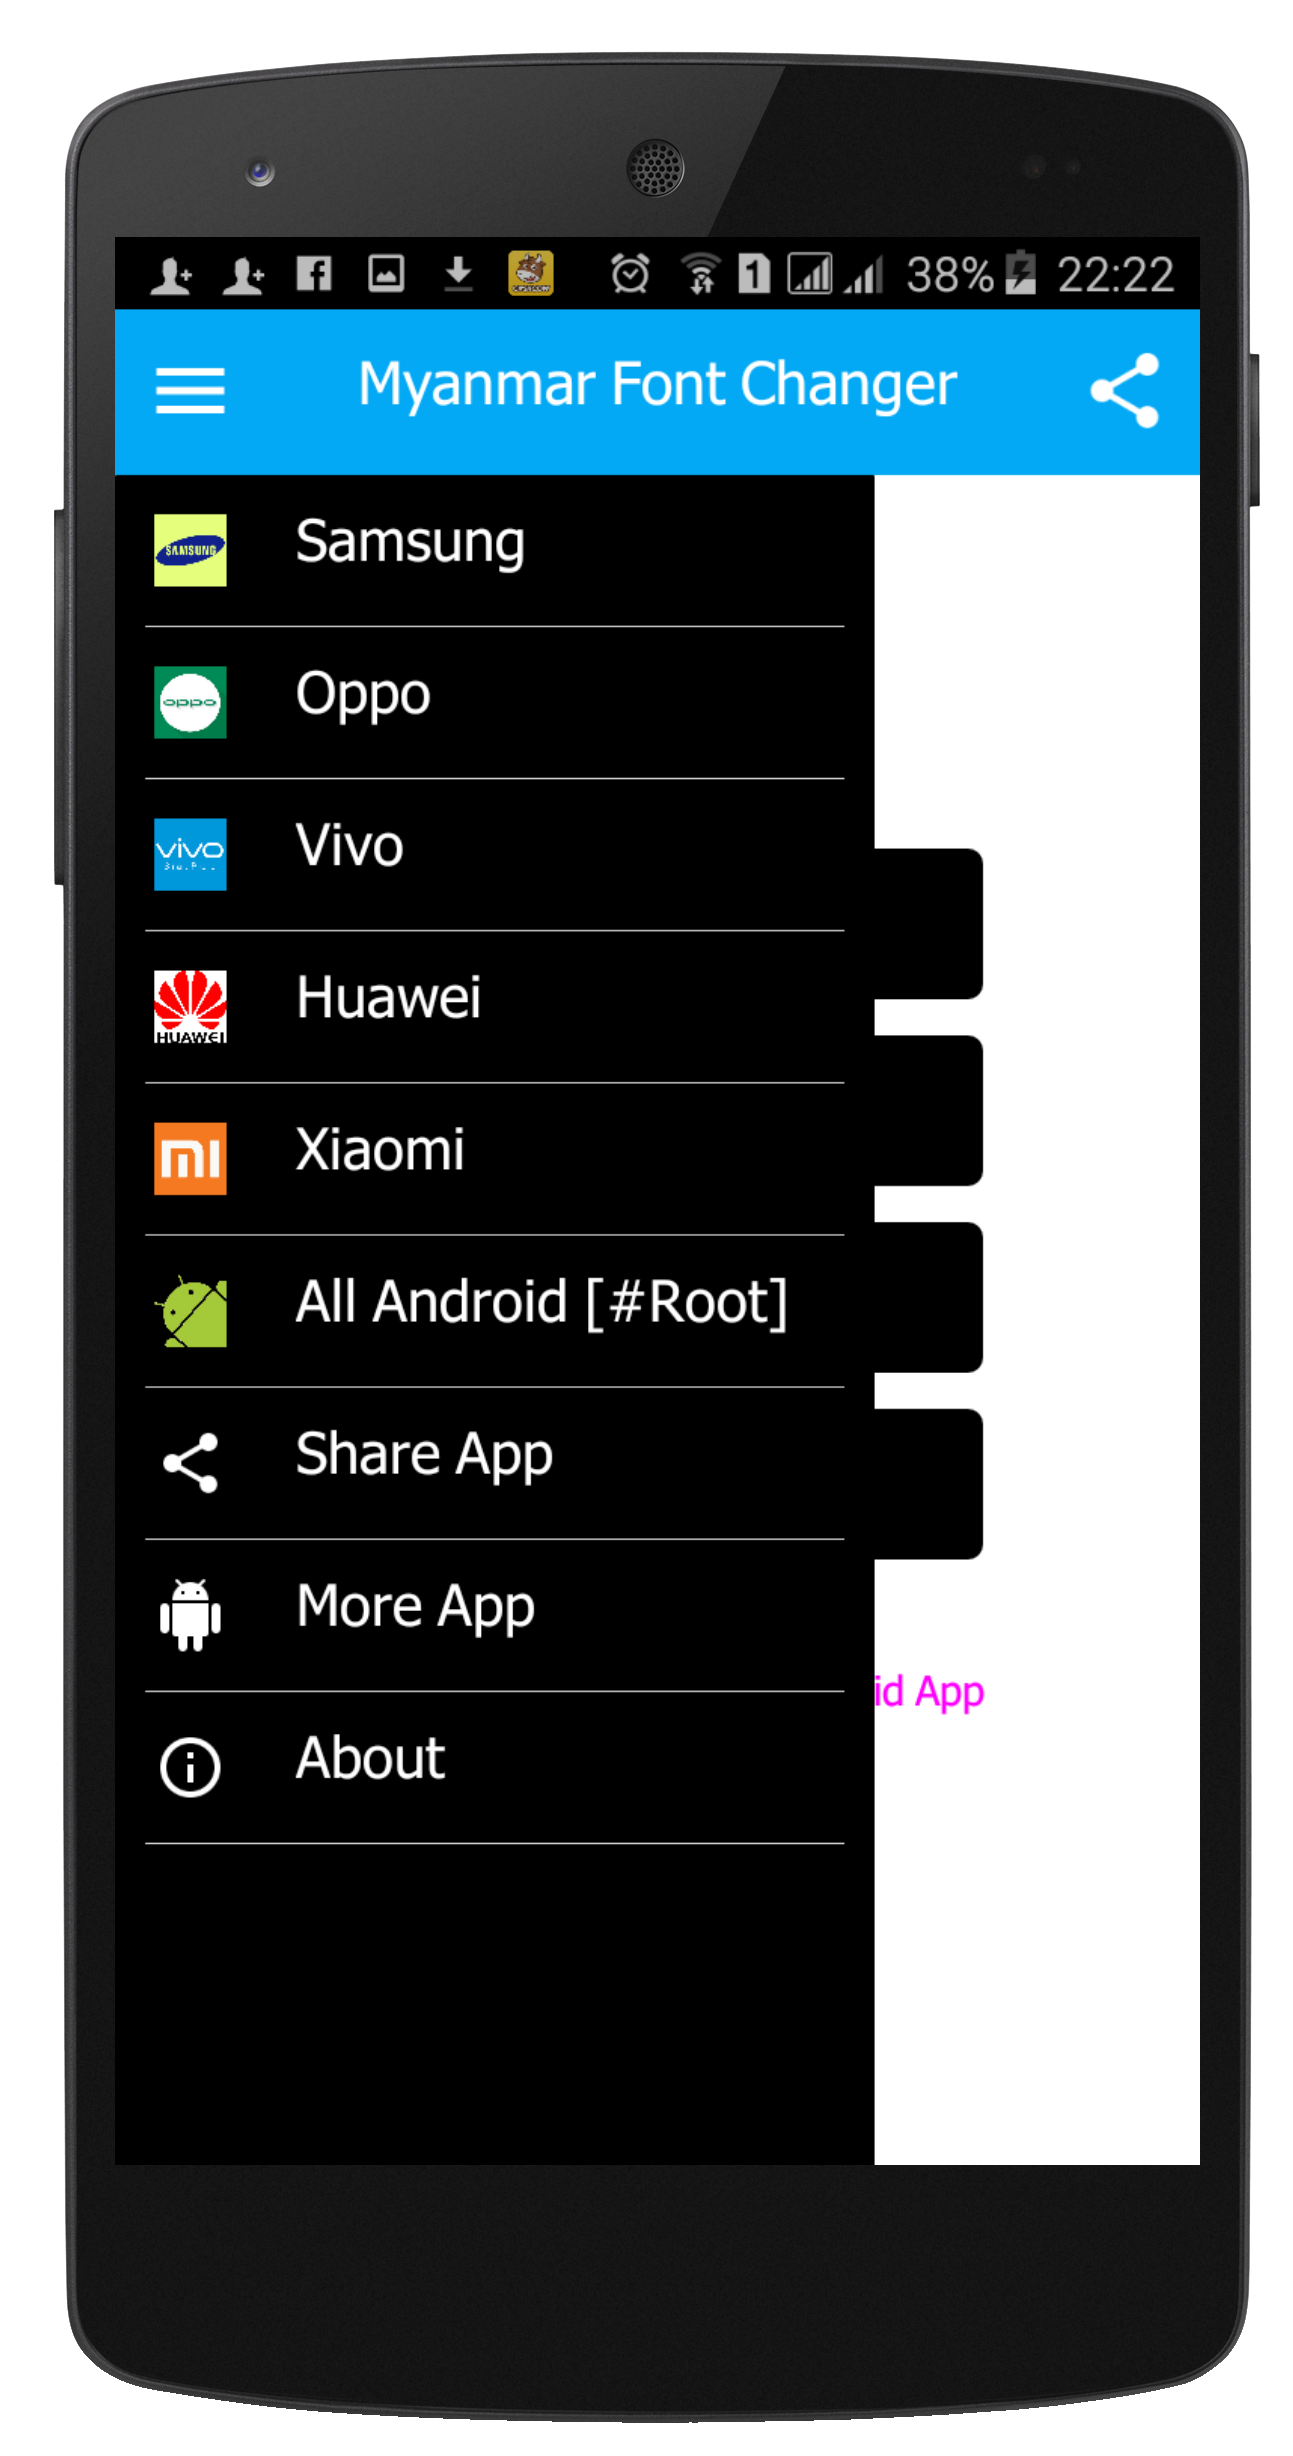 1 38% 22:22
Myanmar Font Changer
SAMSUNG
Samsung
oppo
Oppo
vivo
Vivo
HUAWEI
Huawei
mi
Xiaomi
All Android [#Root]
Share App
More App
id App
About